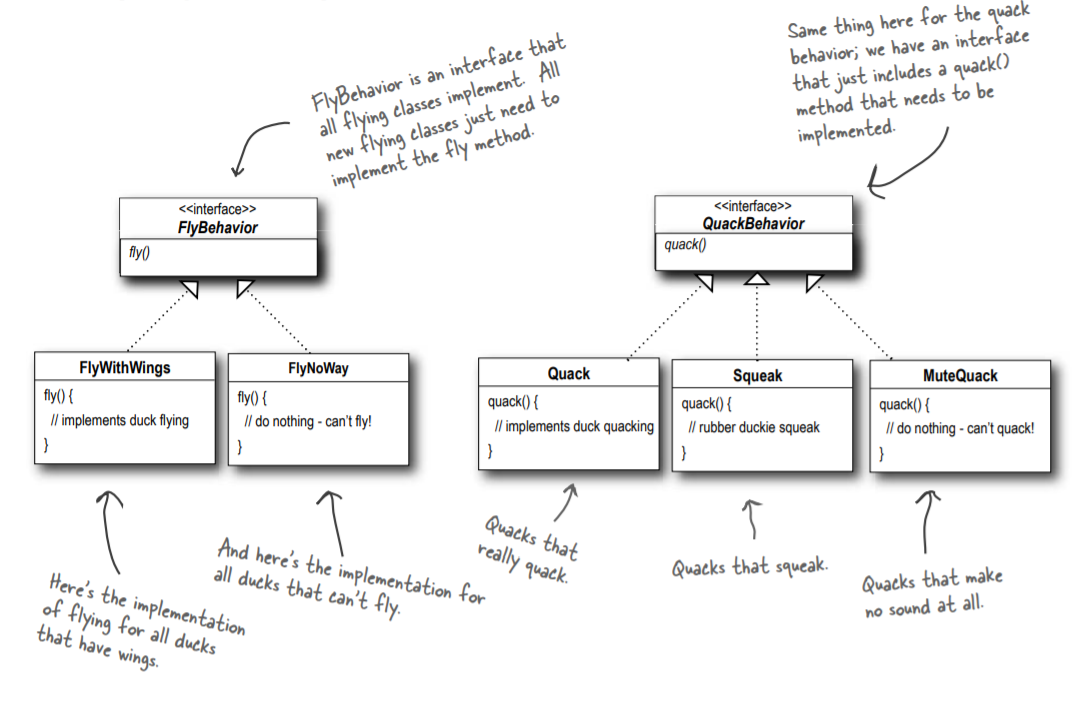 FlyBehavior is an interface that
all flying classes implement. All
new flying classes just need to
implement the fly method.
Same thing here for the quack
behavior; we have an interface
that just includes a quack()
method that needs to be
implemented.
<<interface>>
FlyBehavior
fly()
<<interface>>
QuackBehavior
quack()
FlyWithWings
fly() {
// implements duck flying
}
FlyNoWay
fly() {
// do nothing - can't fly!
}
Quack
quack() {
// implements duck quacking
}
Squeak
quack() {
// rubber duckie squeak
}
MuteQuack
quack() {
// do nothing - can't quack!
}
Here's the implementation
of flying for all ducks
that have wings.
And here's the implementation for
all ducks that can't fly.
Quacks that
really quack.
Quacks that squeak.
Quacks that make
no sound at all.